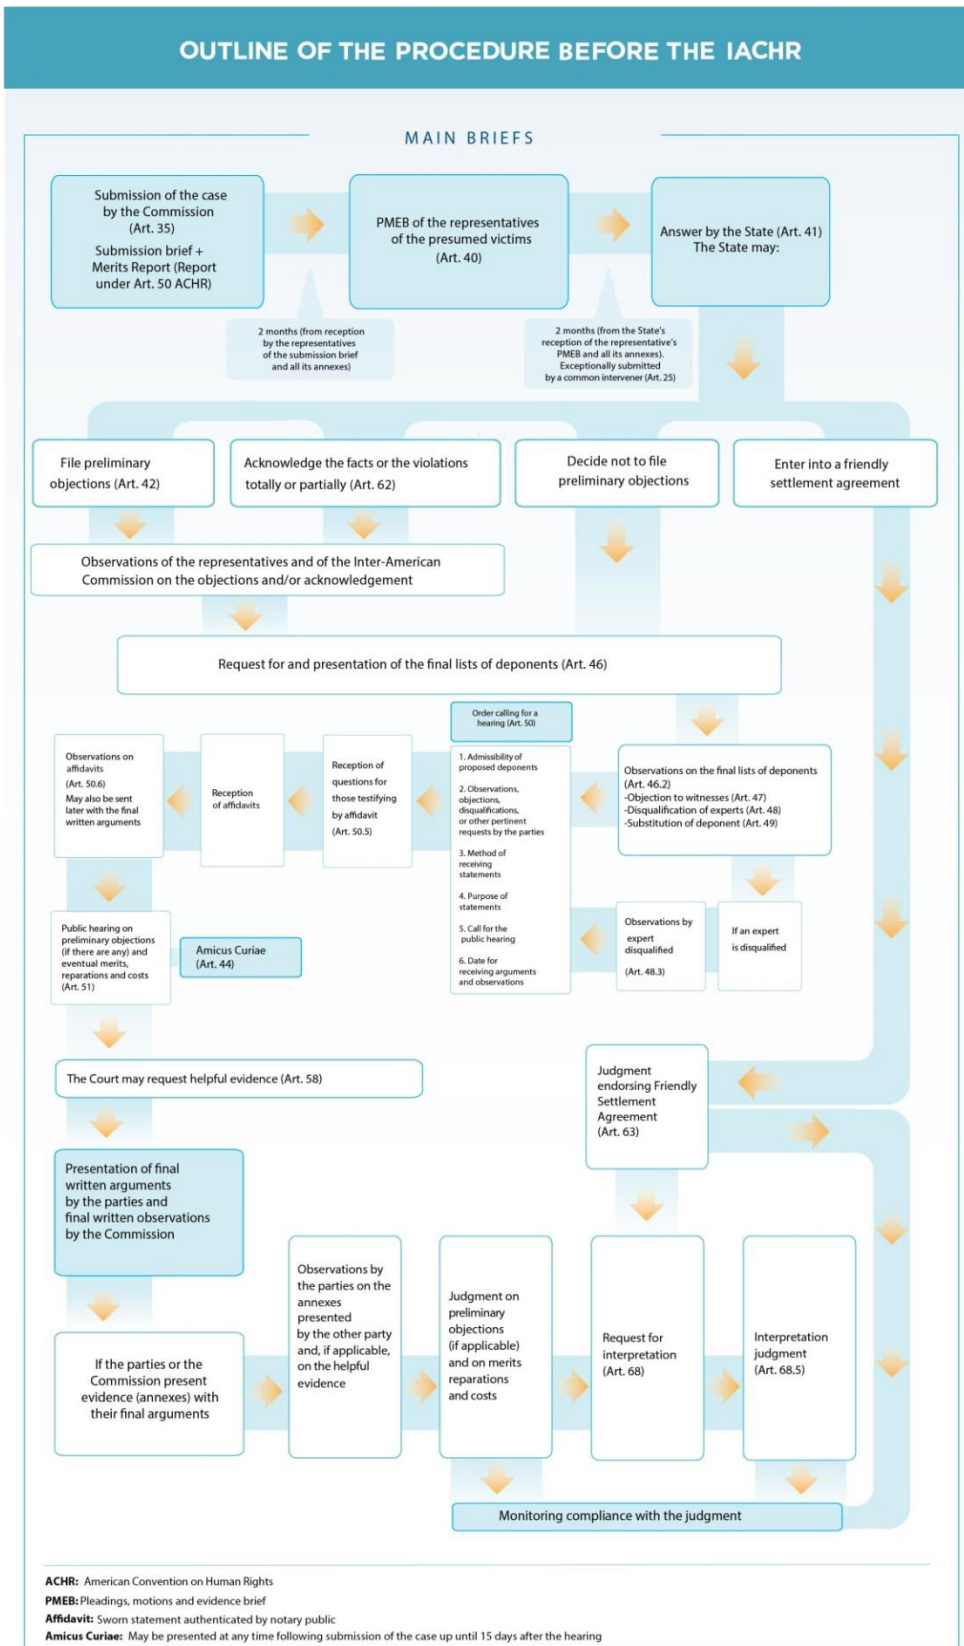 OUTLINE OF THE PROCEDURE BEFORE THE IACHR
MAIN BRIEFS
Submission of the case
by the Commission
(Art. 35)
Submission brief +
Merits Report (Report
under Art. 50 ACHR)
PMEB of the representatives
of the presumed victims
(Art. 40)
Answer by the State (Art. 41)
The State may:
2 months (from reception
by the representatives
of the submission brief
and all its annexes)
2 months (from the State's
reception of the representative's
PMEB and all its annexes).
Exceptionally submitted
by a common intervener (Art. 25)
File preliminary
objections (Art. 42)
Acknowledge the facts or the violations
totally or partially (Art. 62)
Decide not to file
preliminary objections
Enter into a friendly
settlement agreement
Observations of the representatives and of the Inter-American
Commission on the objections and/or acknowledgement
Request for and presentation of the final lists of deponents (Art. 46)
Observations on the final lists of deponents
(Art. 46.2)
-Objection to witnesses (Art. 47)
-Disqualification of experts (Art. 48)
-Substitution of deponent (Art. 49)
If an expert
is disqualified
Observations by
expert
disqualified
(Art. 48.3)
Order calling for a
hearing (Art. 50)
1. Admissibility of
proposed deponents
2. Observations,
objections,
disqualifications,
or other pertinent
requests by the parties
3. Method of
receiving
statements
4. Purpose of
statements
5. Call for the
public hearing
6. Date for
receiving arguments
and observations
Reception of
questions for
those testifying
by affidavit
(Art. 50.5)
Reception
of affidavits
Observations on
affidavits
(Art. 50.6)
May also be sent
later with the final
written arguments
Public hearing on
preliminary objections
(if there are any) and
eventual merits,
reparations and costs
(Art. 51)
Amicus Curiae
(Art. 44)
The Court may request helpful evidence (Art. 58)
Judgment
endorsing Friendly
Settlement
Agreement
(Art. 63)
Presentation of final
written arguments
by the parties and
final written observations
by the Commission
If the parties or the
Commission present
evidence (annexes) with
their final arguments
Observations by
the parties on the
annexes
presented
by the other party
and, if applicable,
on the helpful
evidence
Judgment on
preliminary
objections
(if applicable)
and on merits
reparations
and costs
Request for
interpretation
(Art. 68)
Interpretation
judgment
(Art. 68.5)
Monitoring compliance with the judgment
ACHR: American Convention on Human Rights
PMEB: Pleadings, motions and evidence brief
Affidavit: Sworn statement authenticated by notary public
Amicus Curiae: May be presented at any time following submission of the case up until 15 days after the hearing